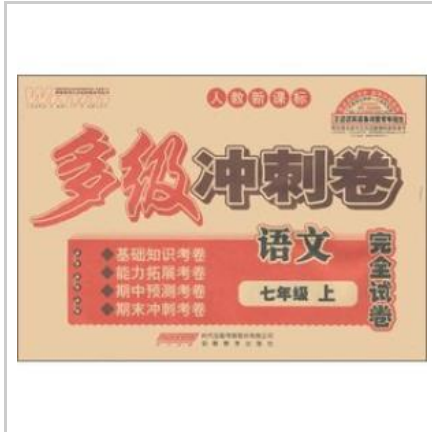 人教新课标
多级冲刺卷
语文
完全试卷
◆基础知识考卷
◆能力拓展考卷
◆期中预测考卷
◆期末冲刺考卷
七年级 上